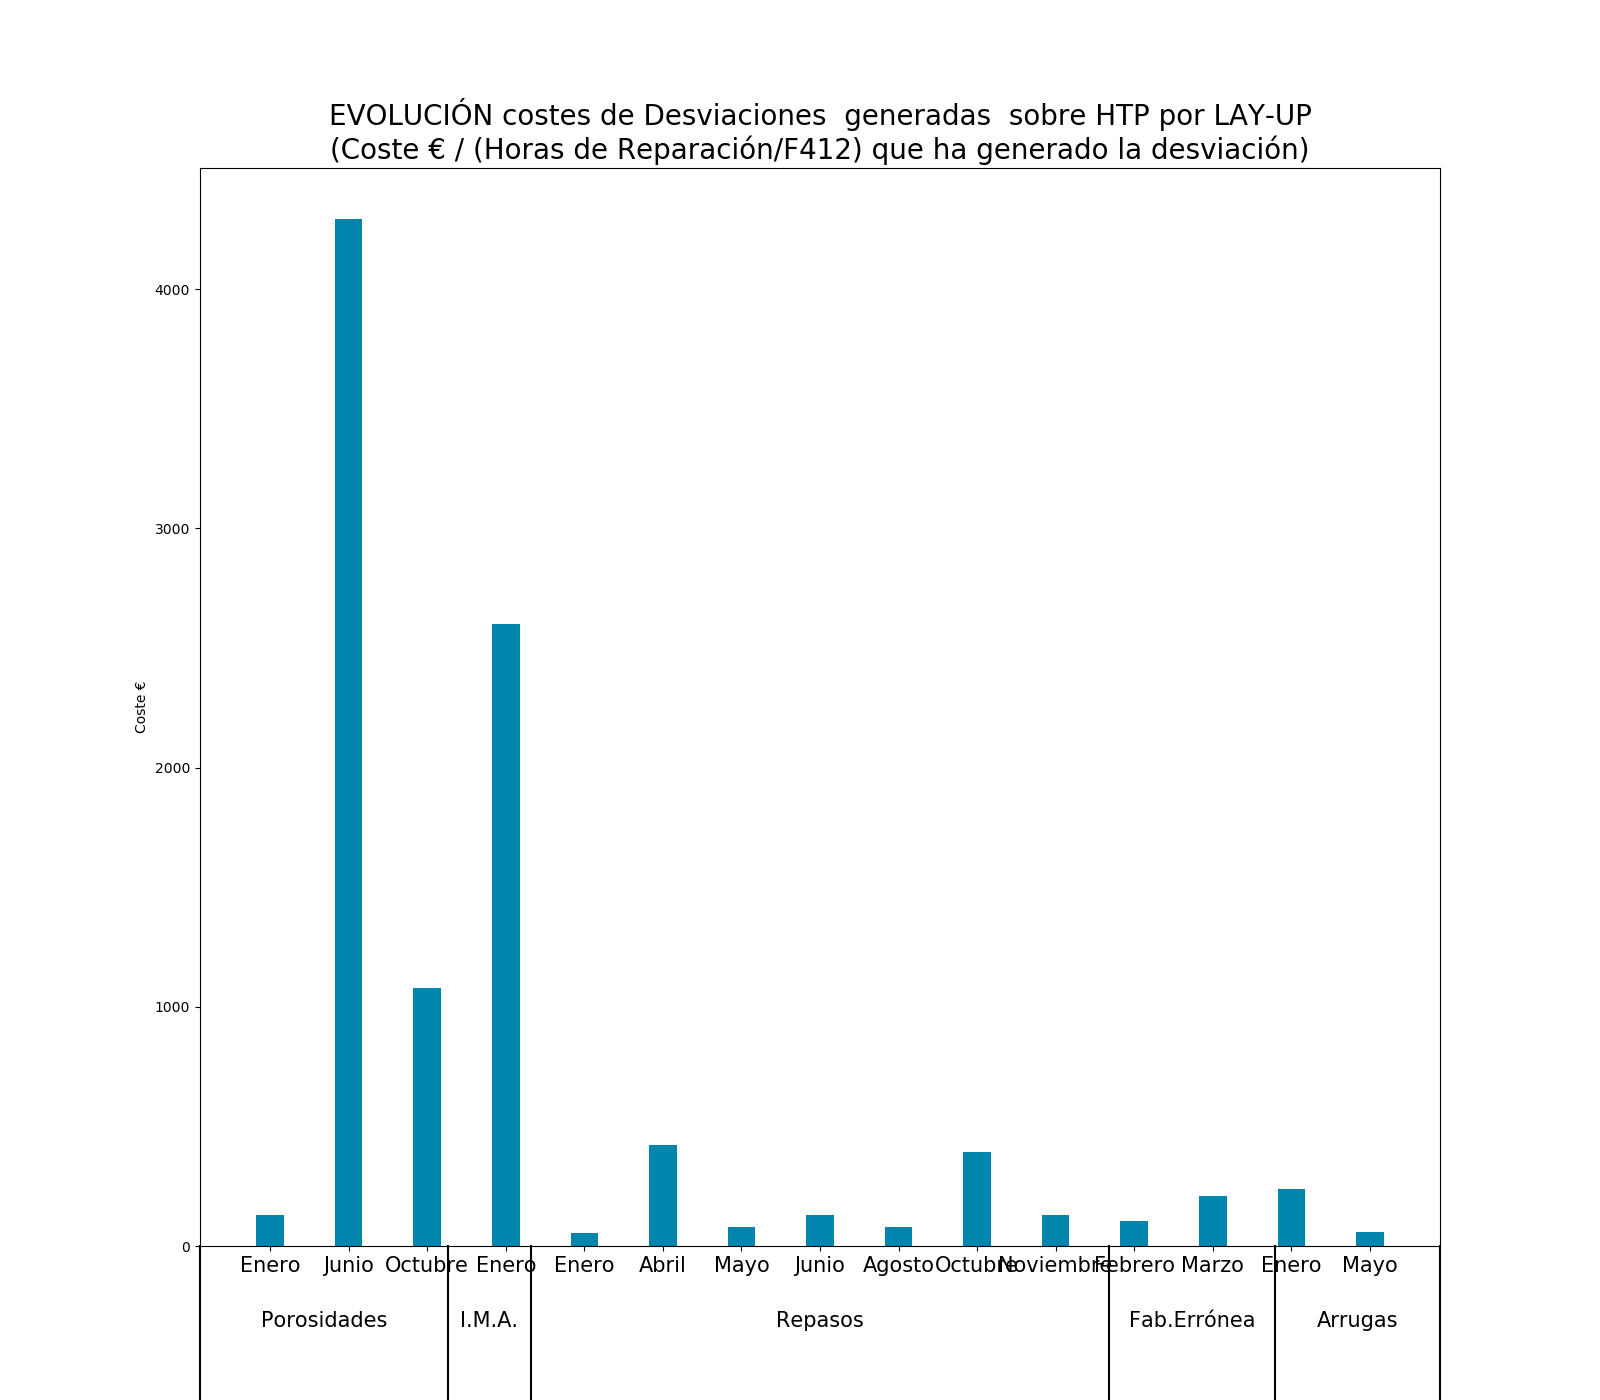 EVOLUCIÓN costes de Desviaciones  generadas  sobre HTP por LAY-UP
(Coste € / (Horas de Reparación/F412) que ha generado la desviación)
4000
3000
2000
1000
0
Coste €
Enero Junio Octubre Enero Enero Abril Mayo Junio Agosto Octubre Noviembre Febrero Marzo Enero Mayo
Porosidades I.M.A. Repasos Fab.Errónea Arrugas